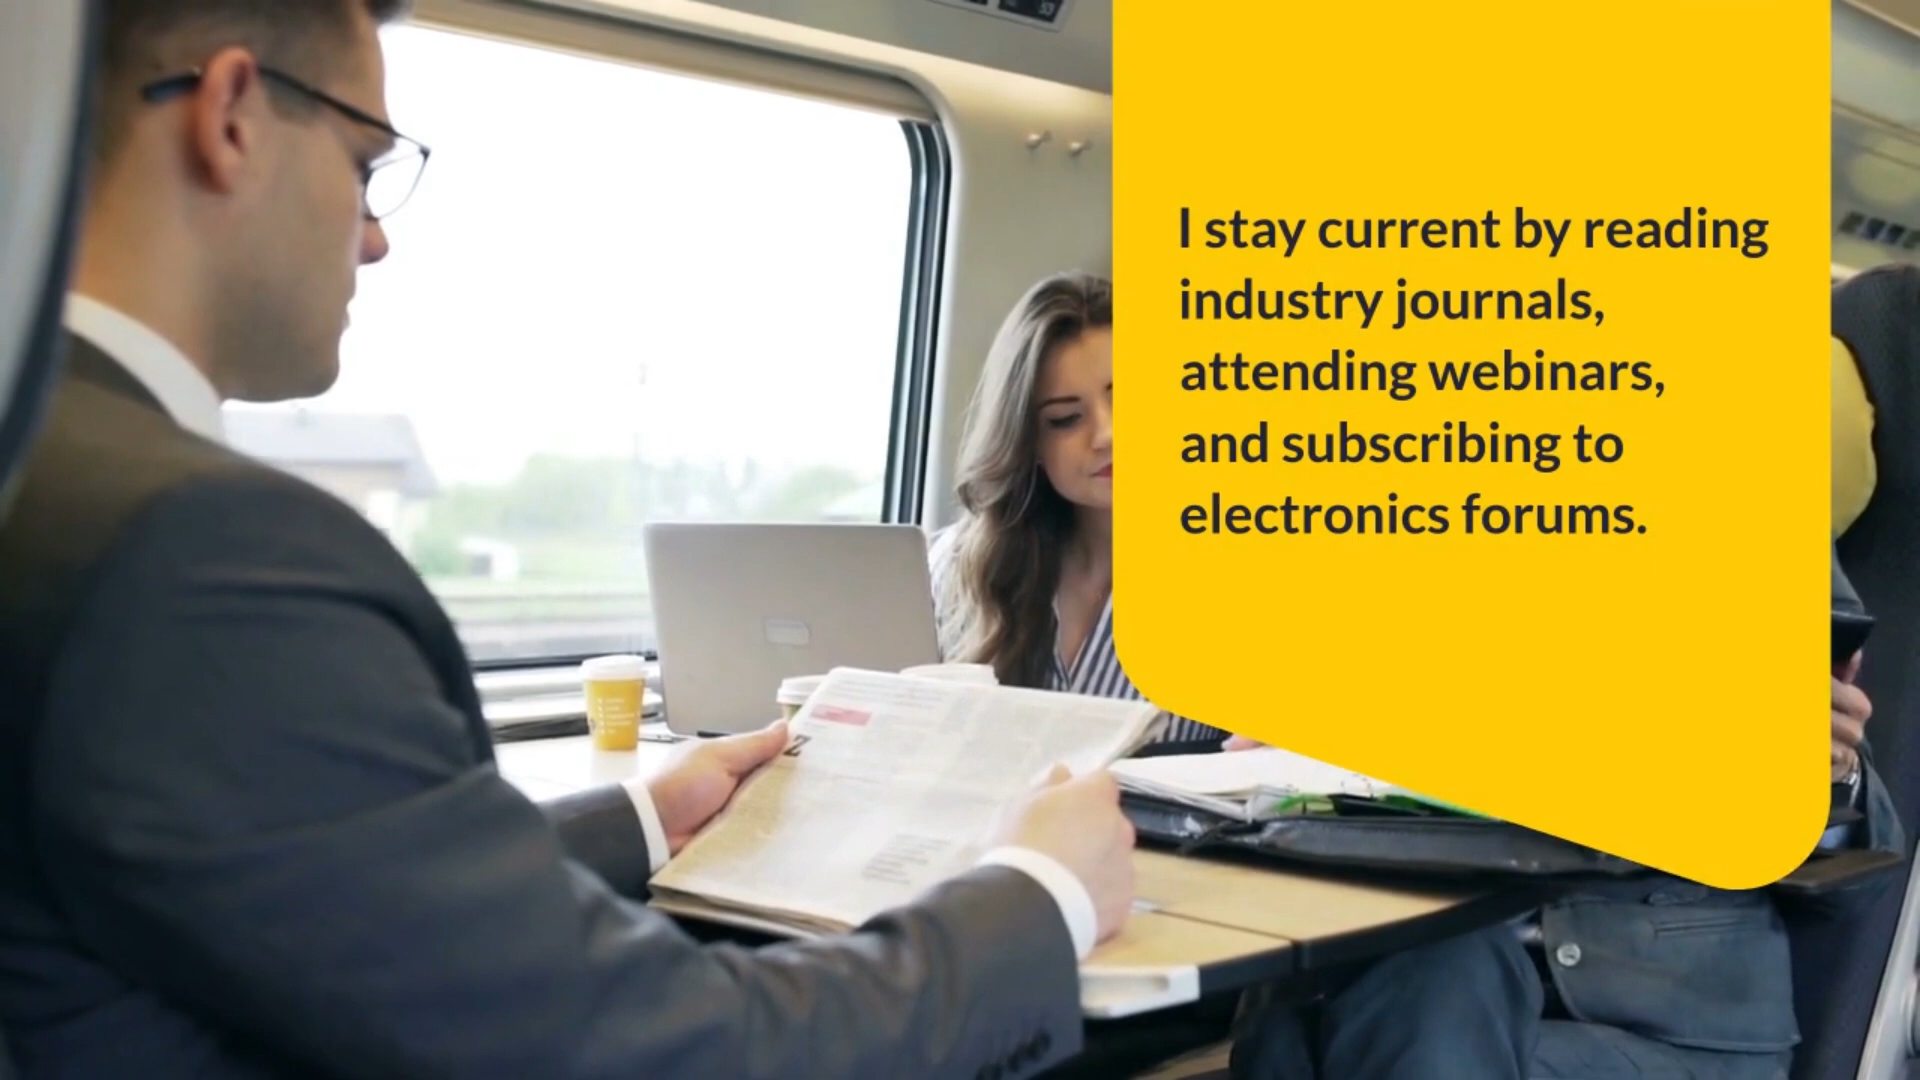 I stay current by reading
industry journals,
attending webinars,
and subscribing to
electronics forums.